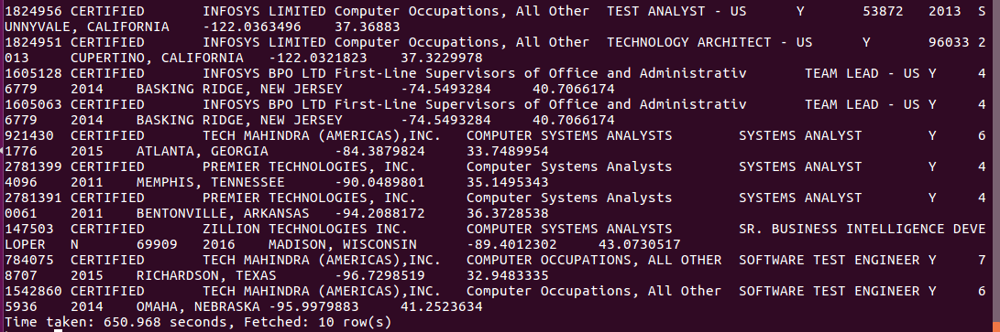 1824956 CERTIFIED INFOSYS LIMITED Computer Occupations, All Other TEST ANALYST - US Y 53872 2013 S
UNNYVALE, CALIFORNIA -122.0363496 37.36883
1824951 CERTIFIED INFOSYS LIMITED Computer Occupations, All Other TECHNOLOGY ARCHITECT - US Y 96033 2
013 CUPERTINO, CALIFORNIA -122.0321823 37.3229978
1605128 CERTIFIED INFOSYS BPO LTD First-Line Supervisors of Office and Administrativ TEAM LEAD - US Y 4
6779 2014 BASKING RIDGE, NEW JERSEY -74.5493284 40.7066174
1605063 CERTIFIED INFOSYS BPO LTD First-Line Supervisors of Office and Administrativ TEAM LEAD - US Y 4
6779 2014 BASKING RIDGE, NEW JERSEY -74.5493284 40.7066174
921430 CERTIFIED TECH MAHINDRA (AMERICAS),INC. COMPUTER SYSTEMS ANALYSTS SYSTEMS ANALYST Y 6
1776 2015 ATLANTA, GEORGIA -84.3879824 33.7489954
2781399 CERTIFIED PREMIER TECHNOLOGIES, INC. Computer Systems Analysts SYSTEMS ANALYST Y 4
4096 2011 MEMPHIS, TENNESSEE -90.0489801 35.1495343
2781391 CERTIFIED PREMIER TECHNOLOGIES, INC. Computer Systems Analysts SYSTEMS ANALYST Y 4
0061 2011 BENTONVILLE, ARKANSAS -94.2088172 36.3728538
147503 CERTIFIED ZILLION TECHNOLOGIES INC. COMPUTER SYSTEMS ANALYSTS SR. BUSINESS INTELLIGENCE DEVE
LOPER N 69909 2016 MADISON, WISCONSIN -89.4012302 43.0730517
784075 CERTIFIED TECH MAHINDRA (AMERICAS),INC. COMPUTER OCCUPATIONS, ALL OTHER SOFTWARE TEST ENGINEER Y 7
8707 2015 RICHARDSON, TEXAS -96.7298519 32.9483335
1542860 CERTIFIED TECH MAHINDRA (AMERICAS),INC. Computer Occupations, All Other SOFTWARE TEST ENGINEER Y 6
5936 2014 OMAHA, NEBRASKA -95.9979883 41.2523634
Time taken: 650.968 seconds, Fetched: 10 row(s)